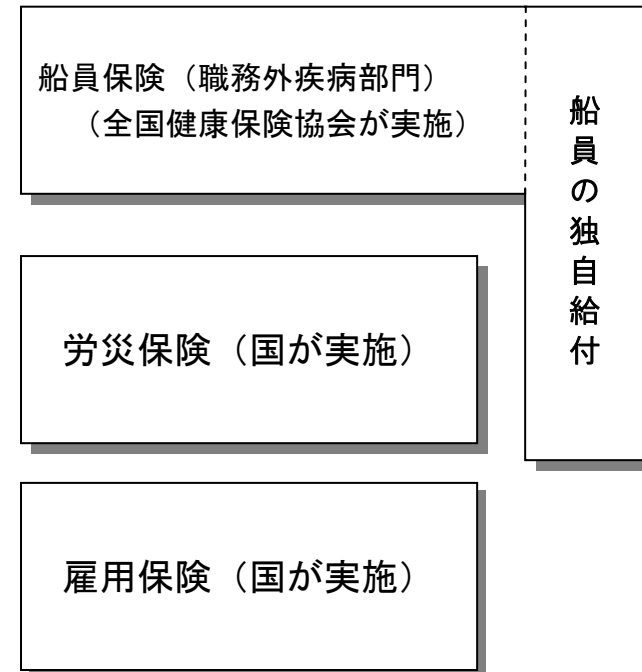 船員保険（職務外疾病部門）
（全国健康保険協会が実施）
船員の独自給付
労災保険（国が実施）
雇用保険（国が実施）